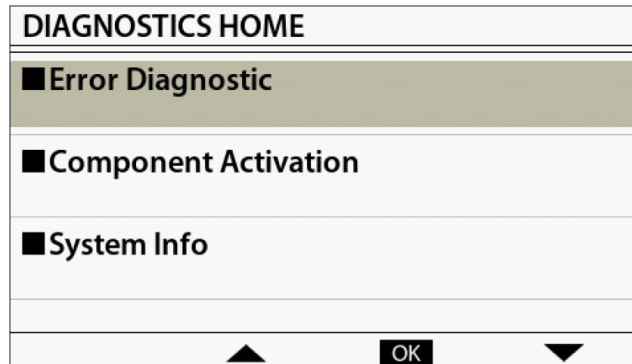 DIAGNOSTICS HOME
■Error Diagnostic
■Component Activation
■System Info
▲ OK ▼